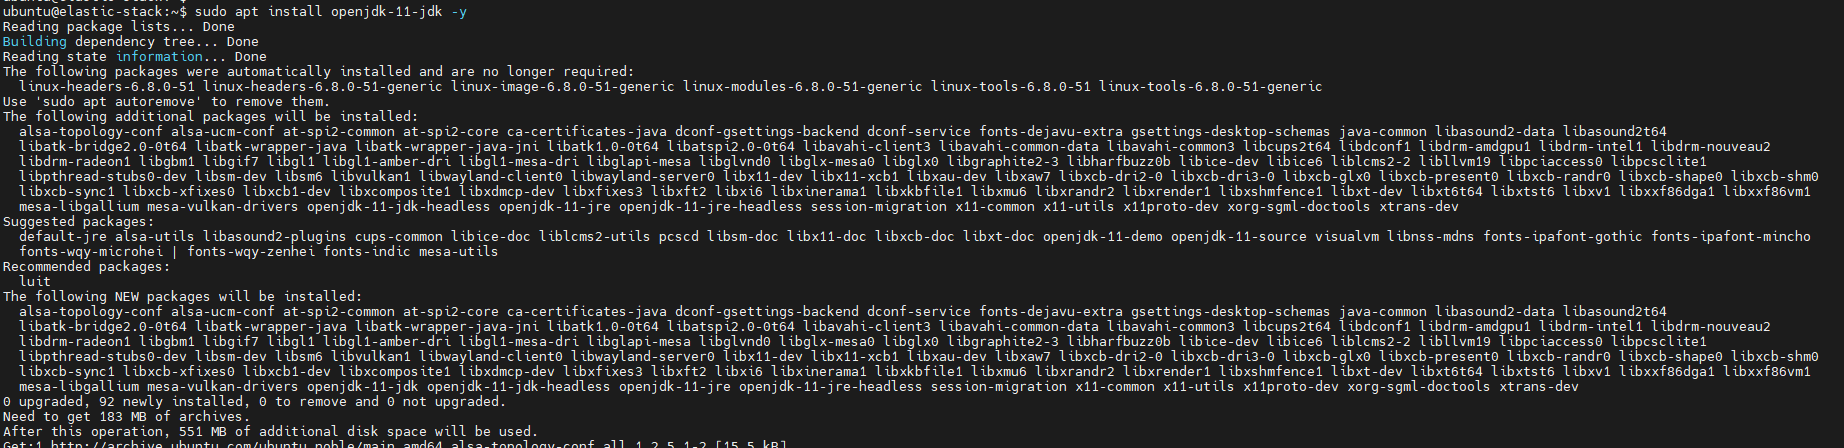 ubuntu@elastic-stack:~$ sudo apt install openjdk-11-jdk -y
Reading package lists... Done
Building dependency tree... Done
Reading state information... Done
The following packages were automatically installed and are no longer required:
  linux-headers-6.8.0-51 linux-headers-6.8.0-51-generic linux-image-6.8.0-51-generic linux-modules-6.8.0-51-generic linux-tools-6.8.0-51 linux-tools-6.8.0-51-generic
Use 'sudo apt autoremove' to remove them.
The following additional packages will be installed:
  alsa-topology-conf alsa-ucm-conf at-spi2-common at-spi2-core ca-certificates-java dconf-gsettings-backend dconf-service fonts-dejavu-extra gsettings-desktop-schemas java-common libasound2-data libasound2t64
  libatk-bridge2.0-0t64 libatk-wrapper-java libatk-wrapper-java-jni libatk1.0-0t64 libatspi2.0-0t64 libavahi-client3 libavahi-common-data libavahi-common3 libcups2t64 libdconf1 libdrm-amdgpu1 libdrm-intel1 libdrm-nouveau2
  libdrm-radeon1 libgbm1 libgif7 libgl1 libgl1-amber-dri libgl1-mesa-dri libglapi-mesa libglvnd0 libglx-mesa0 libglx0 libgraphite2-3 libharfbuzz0b libice-dev libice6 liblcms2-2 libllvm19 libpciaccess0 libpcsclite1
  libpthread-stubs0-dev libsm-dev libsm6 libvulkan1 libwayland-client0 libwayland-server0 libx11-dev libx11-xcb1 libxau-dev libxaw7 libxcb-dri2-0 libxcb-dri3-0 libxcb-glx0 libxcb-present0 libxcb-randr0 libxcb-shape0 libxcb-shm0
  libxcb-sync1 libxcb-xfixes0 libxcb1-dev libxcomposite1 libxdmcp-dev libxfixes3 libxft2 libxi6 libxinerama1 libxkbfile1 libxmu6 libxrandr2 libxrender1 libxshmfence1 libxt-dev libxt6t64 libxtst6 libxv1 libxxf86dga1 libxxf86vm1
  mesa-libgallium mesa-vulkan-drivers openjdk-11-jdk-headless openjdk-11-jre openjdk-11-jre-headless session-migration x11-common x11-utils x11proto-dev xorg-sgml-doctools xtrans-dev
Suggested packages:
  default-jre alsa-utils libasound2-plugins cups-common libice-doc liblcms2-utils pcscd libsm-doc libx11-doc libxcb-doc libxt-doc openjdk-11-demo openjdk-11-source visualvm libnss-mdns fonts-ipafont-gothic fonts-ipafont-mincho
  fonts-wqy-microhei | fonts-wqy-zenhei fonts-indic mesa-utils
Recommended packages:
  luit
The following NEW packages will be installed:
  alsa-topology-conf alsa-ucm-conf at-spi2-common at-spi2-core ca-certificates-java dconf-gsettings-backend dconf-service fonts-dejavu-extra gsettings-desktop-schemas java-common libasound2-data libasound2t64
  libatk-bridge2.0-0t64 libatk-wrapper-java libatk-wrapper-java-jni libatk1.0-0t64 libatspi2.0-0t64 libavahi-client3 libavahi-common-data libavahi-common3 libcups2t64 libdconf1 libdrm-amdgpu1 libdrm-intel1 libdrm-nouveau2
  libdrm-radeon1 libgbm1 libgif7 libgl1 libgl1-amber-dri libgl1-mesa-dri libglapi-mesa libglvnd0 libglx-mesa0 libglx0 libgraphite2-3 libharfbuzz0b libice-dev libice6 liblcms2-2 libllvm19 libpciaccess0 libpcsclite1
  libpthread-stubs0-dev libsm-dev libsm6 libvulkan1 libwayland-client0 libwayland-server0 libx11-dev libx11-xcb1 libxau-dev libxaw7 libxcb-dri2-0 libxcb-dri3-0 libxcb-glx0 libxcb-present0 libxcb-randr0 libxcb-shape0 libxcb-shm0
  libxcb-sync1 libxcb-xfixes0 libxcb1-dev libxcomposite1 libxdmcp-dev libxfixes3 libxft2 libxi6 libxinerama1 libxkbfile1 libxmu6 libxrandr2 libxrender1 libxshmfence1 libxt-dev libxt6t64 libxtst6 libxv1 libxxf86dga1 libxxf86vm1
  mesa-libgallium mesa-vulkan-drivers openjdk-11-jdk openjdk-11-jdk-headless openjdk-11-jre openjdk-11-jre-headless session-migration x11-common x11-utils x11proto-dev xorg-sgml-doctools xtrans-dev
0 upgraded, 92 newly installed, 0 to remove and 0 not upgraded.
Need to get 183 MB of archives.
After this operation, 551 MB of additional disk space will be used.
Get:1 http://archive.ubuntu.com/ubuntu noble/main amd64 alsa-topology-conf all 1.2.5.1-2 [15.5 kB]